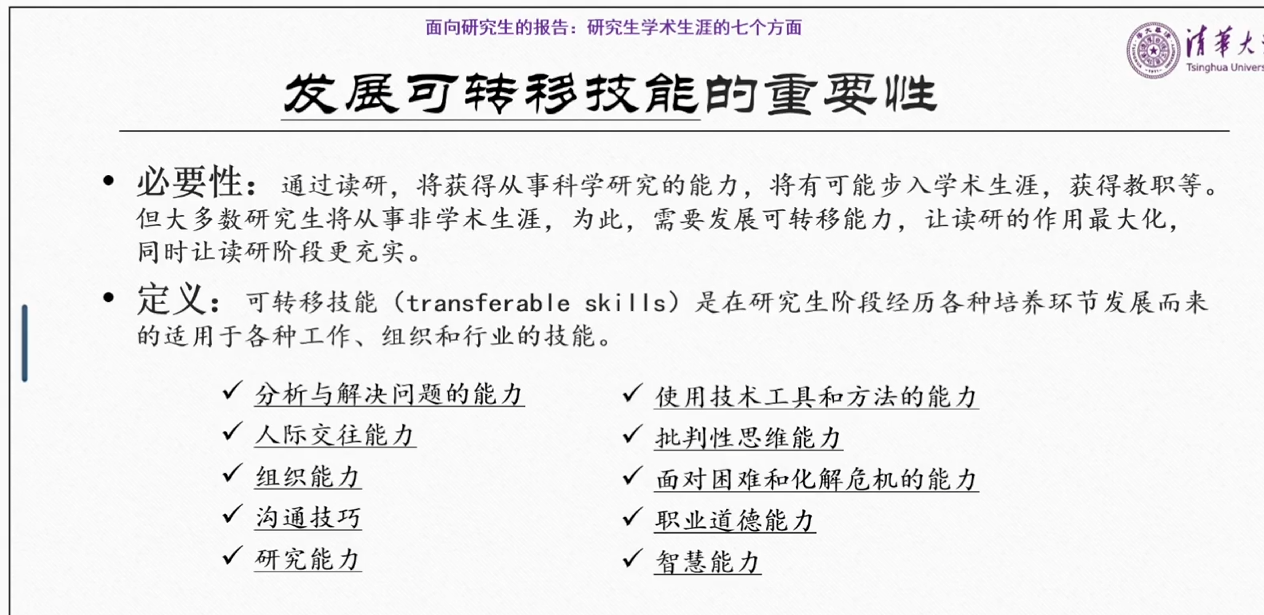 面向研究生的报告：研究生学术生涯的七个方面
清華大
Tsinghua Univers
发展可转移技能的重要性
• 必要性：通过读研，将获得从事科学研究的能力，将有可能步入学术生涯，获得教职等。
但大多数研究生将从事非学术生涯，为此，需要发展可转移能力，让读研的作用最大化，
同时让读研阶段更充实。
• 定义：可转移技能（transferable skills）是在研究生阶段经历各种培养环节发展而来
的适用于各种工作、组织和行业的技能。
✓ 分析与解决问题的能力
✓ 人际交往能力
✓ 组织能力
✓ 沟通技巧
✓ 研究能力
✓ 使用技术工具和方法的能力
✓ 批判性思维能力
✓ 面对困难和化解危机的能力
✓ 职业道德能力
✓ 智慧能力